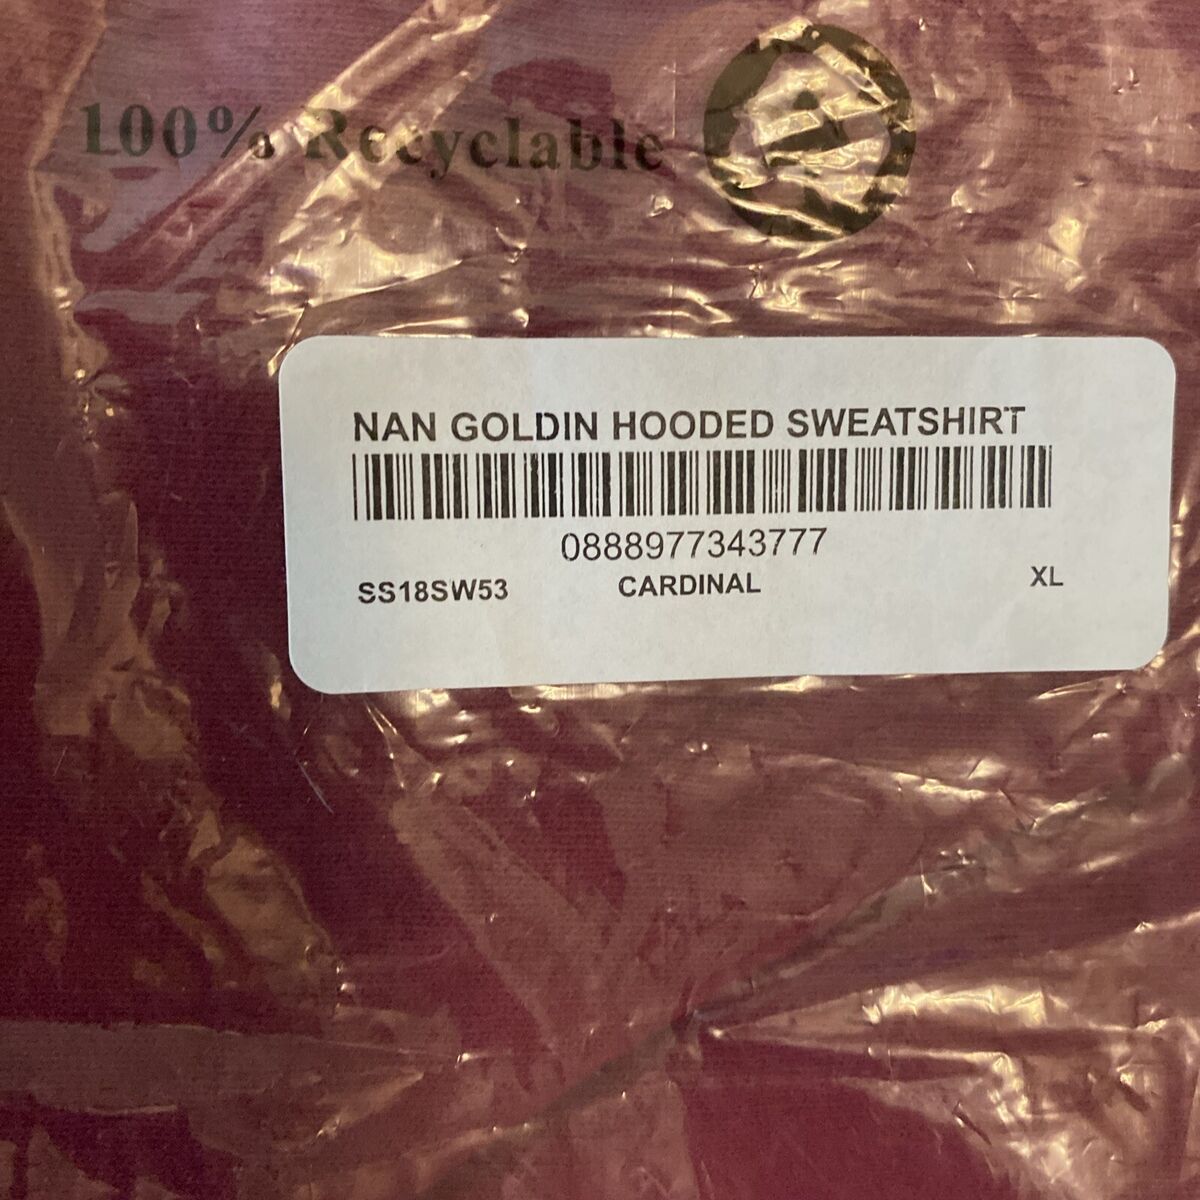 100% Recyclable
NAN GOLDIN HOODED SWEATSHIRT
0888977343777
SS18SW53 CARDINAL XL